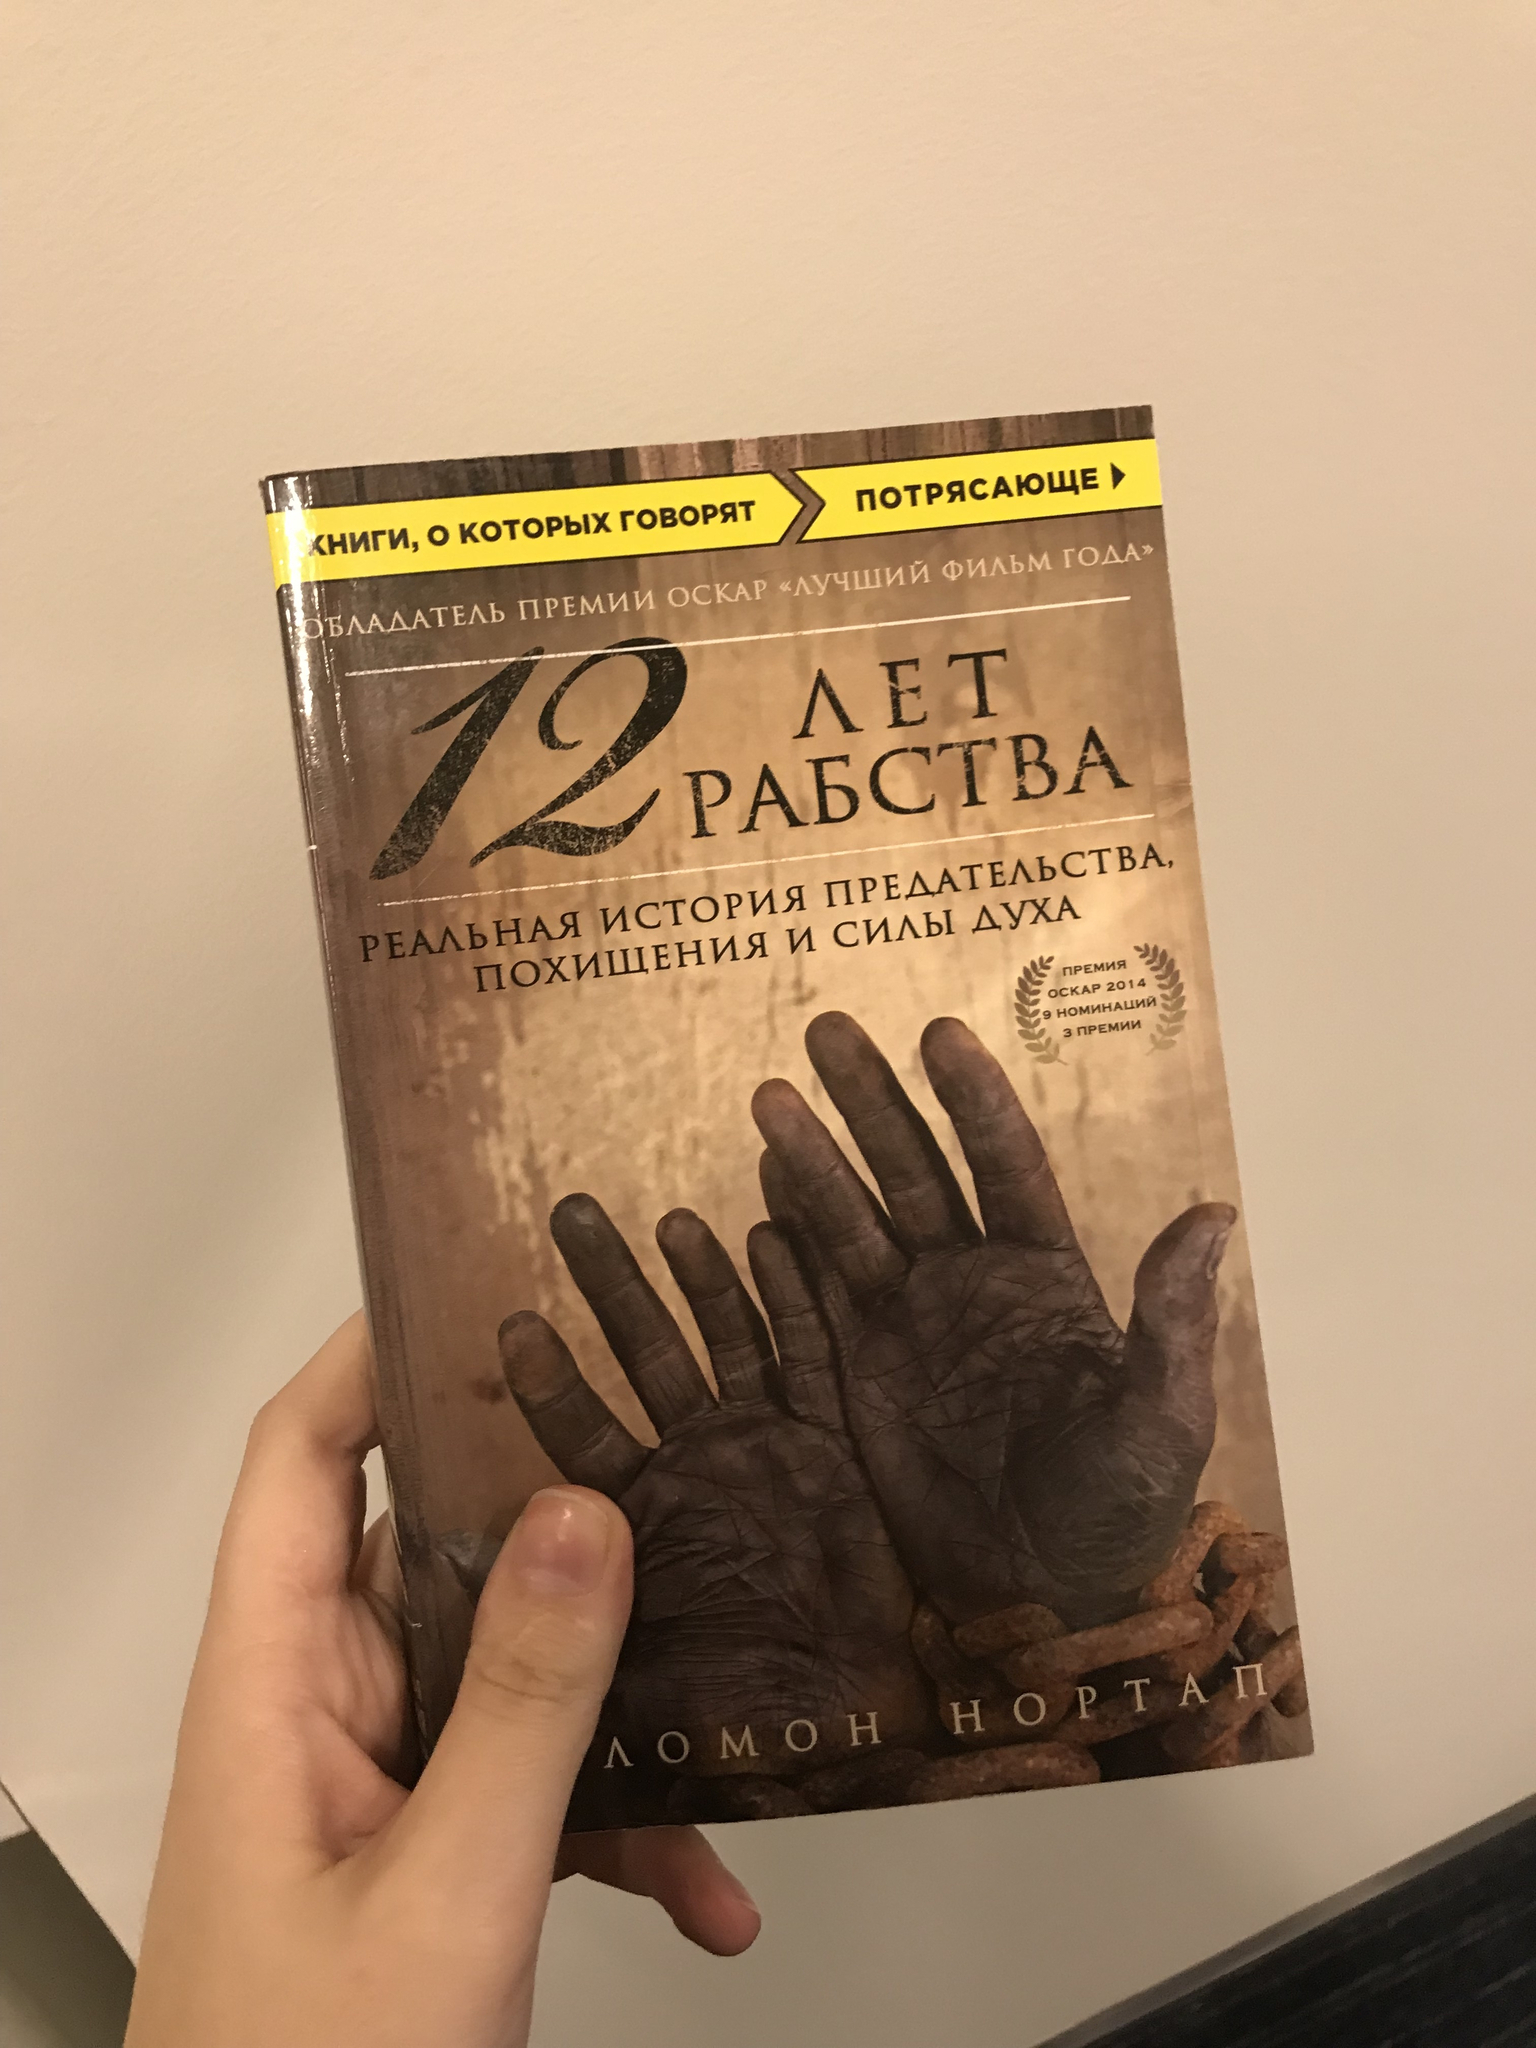 КНИГИ, О КОТОРЫХ ГОВОРЯТ ПОТРЯСАЮЩЕ
ОБЛАДАТЕЛЬ ПРЕМИИ ОСКАР «ЛУЧШИЙ ФИЛЬМ ГОДА»
12 ЛЕТ
РАБСТВА
РЕАЛЬНАЯ ИСТОРИЯ ПРЕДАТЕЛЬСТВА,
ПОХИЩЕНИЯ И СИЛЫ ДУХА
ПРЕМИЯ
ОСКАР 2014
9 НОМИНАЦИЙ
3 ПРЕМИИ
ЛОМОН НОРТАП